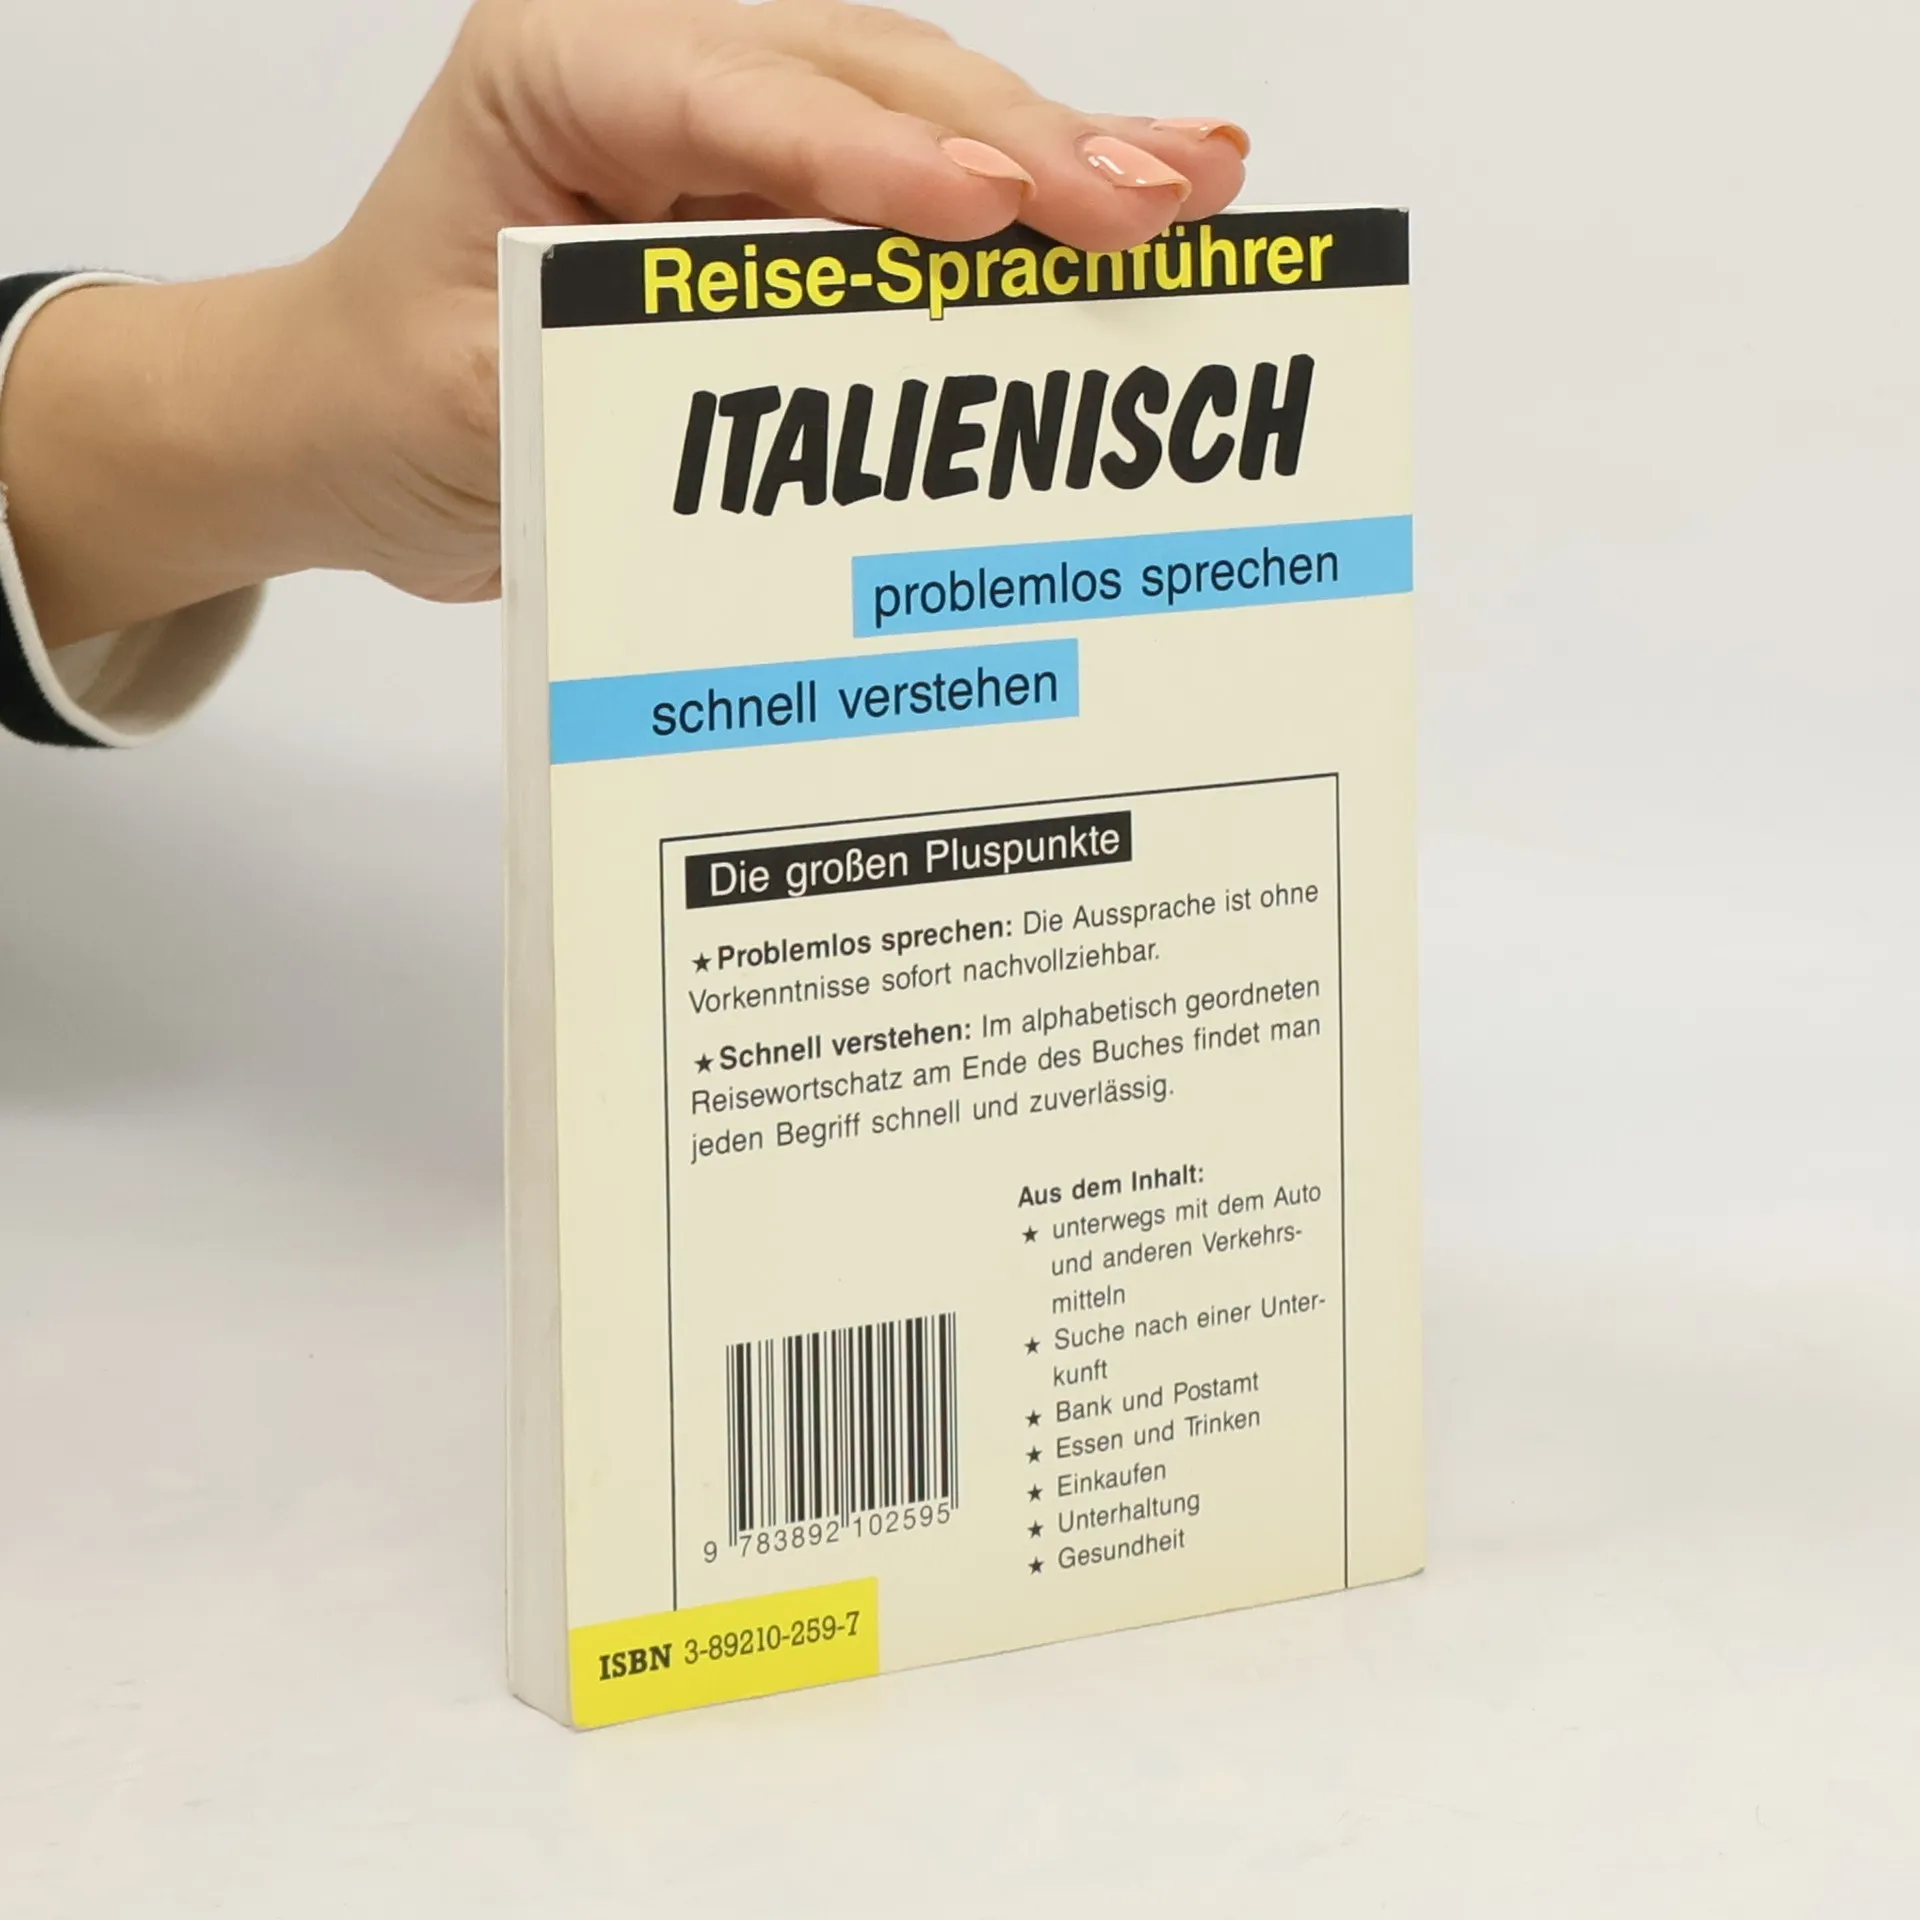 Reise-Sprachführer
ITALIENISCH
problemlos sprechen
schnell verstehen
Die großen Pluspunkte
★ Problemlos sprechen: Die Aussprache ist ohne
Vorkenntnisse sofort nachvollziehbar.
★ Schnell verstehen: Im alphabetisch geordneten
Reisewortschatz am Ende des Buches findet man
jeden Begriff schnell und zuverlässig.
Aus dem Inhalt:
★ unterwegs mit dem Auto
und anderen Verkehrs-
mitteln
★ Suche nach einer Unter-
kunft
★ Bank und Postamt
★ Essen und Trinken
★ Einkaufen
★ Unterhaltung
★ Gesundheit
9 783892 102595
ISBN 3-89210-259-7